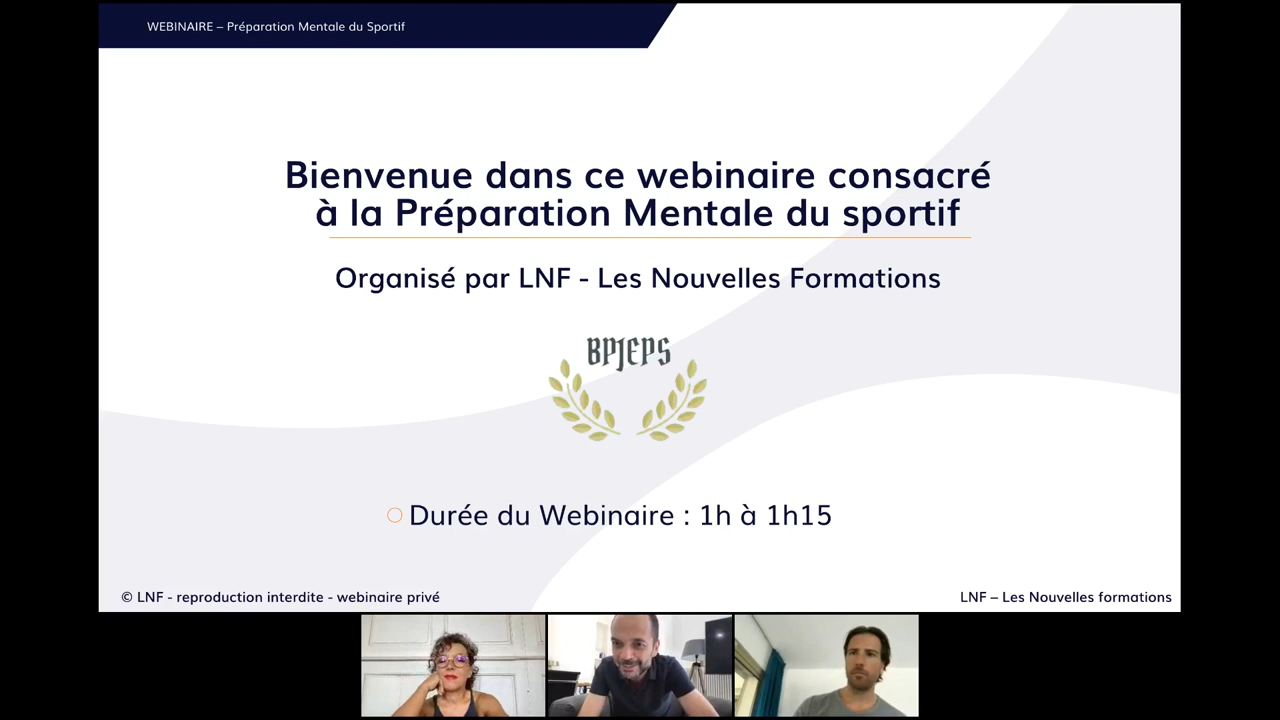 WEBINAIRE – Préparation Mentale du Sportif
Bienvenue dans ce webinaire consacré
à la Préparation Mentale du sportif
Organisé par LNF - Les Nouvelles Formations
BPJEPS
Durée du Webinaire : 1h à 1h15
© LNF - reproduction interdite - webinaire privé
LNF – Les Nouvelles formations